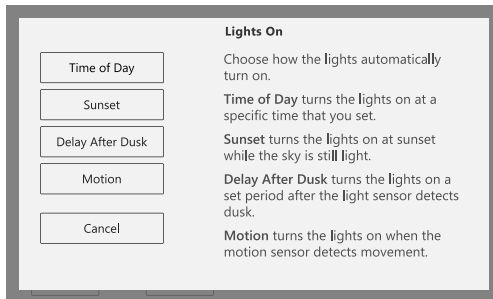 Lights On
Time of Day
Sunset
Delay After Dusk
Motion
Cancel
Choose how the lights automatically
turn on.
Time of Day turns the lights on at a
specific time that you set.
Sunset turns the lights on at sunset
while the sky is still light.
Delay After Dusk turns the lights on a
set period after the light sensor detects
dusk.
Motion turns the lights on when the
motion sensor detects movement.